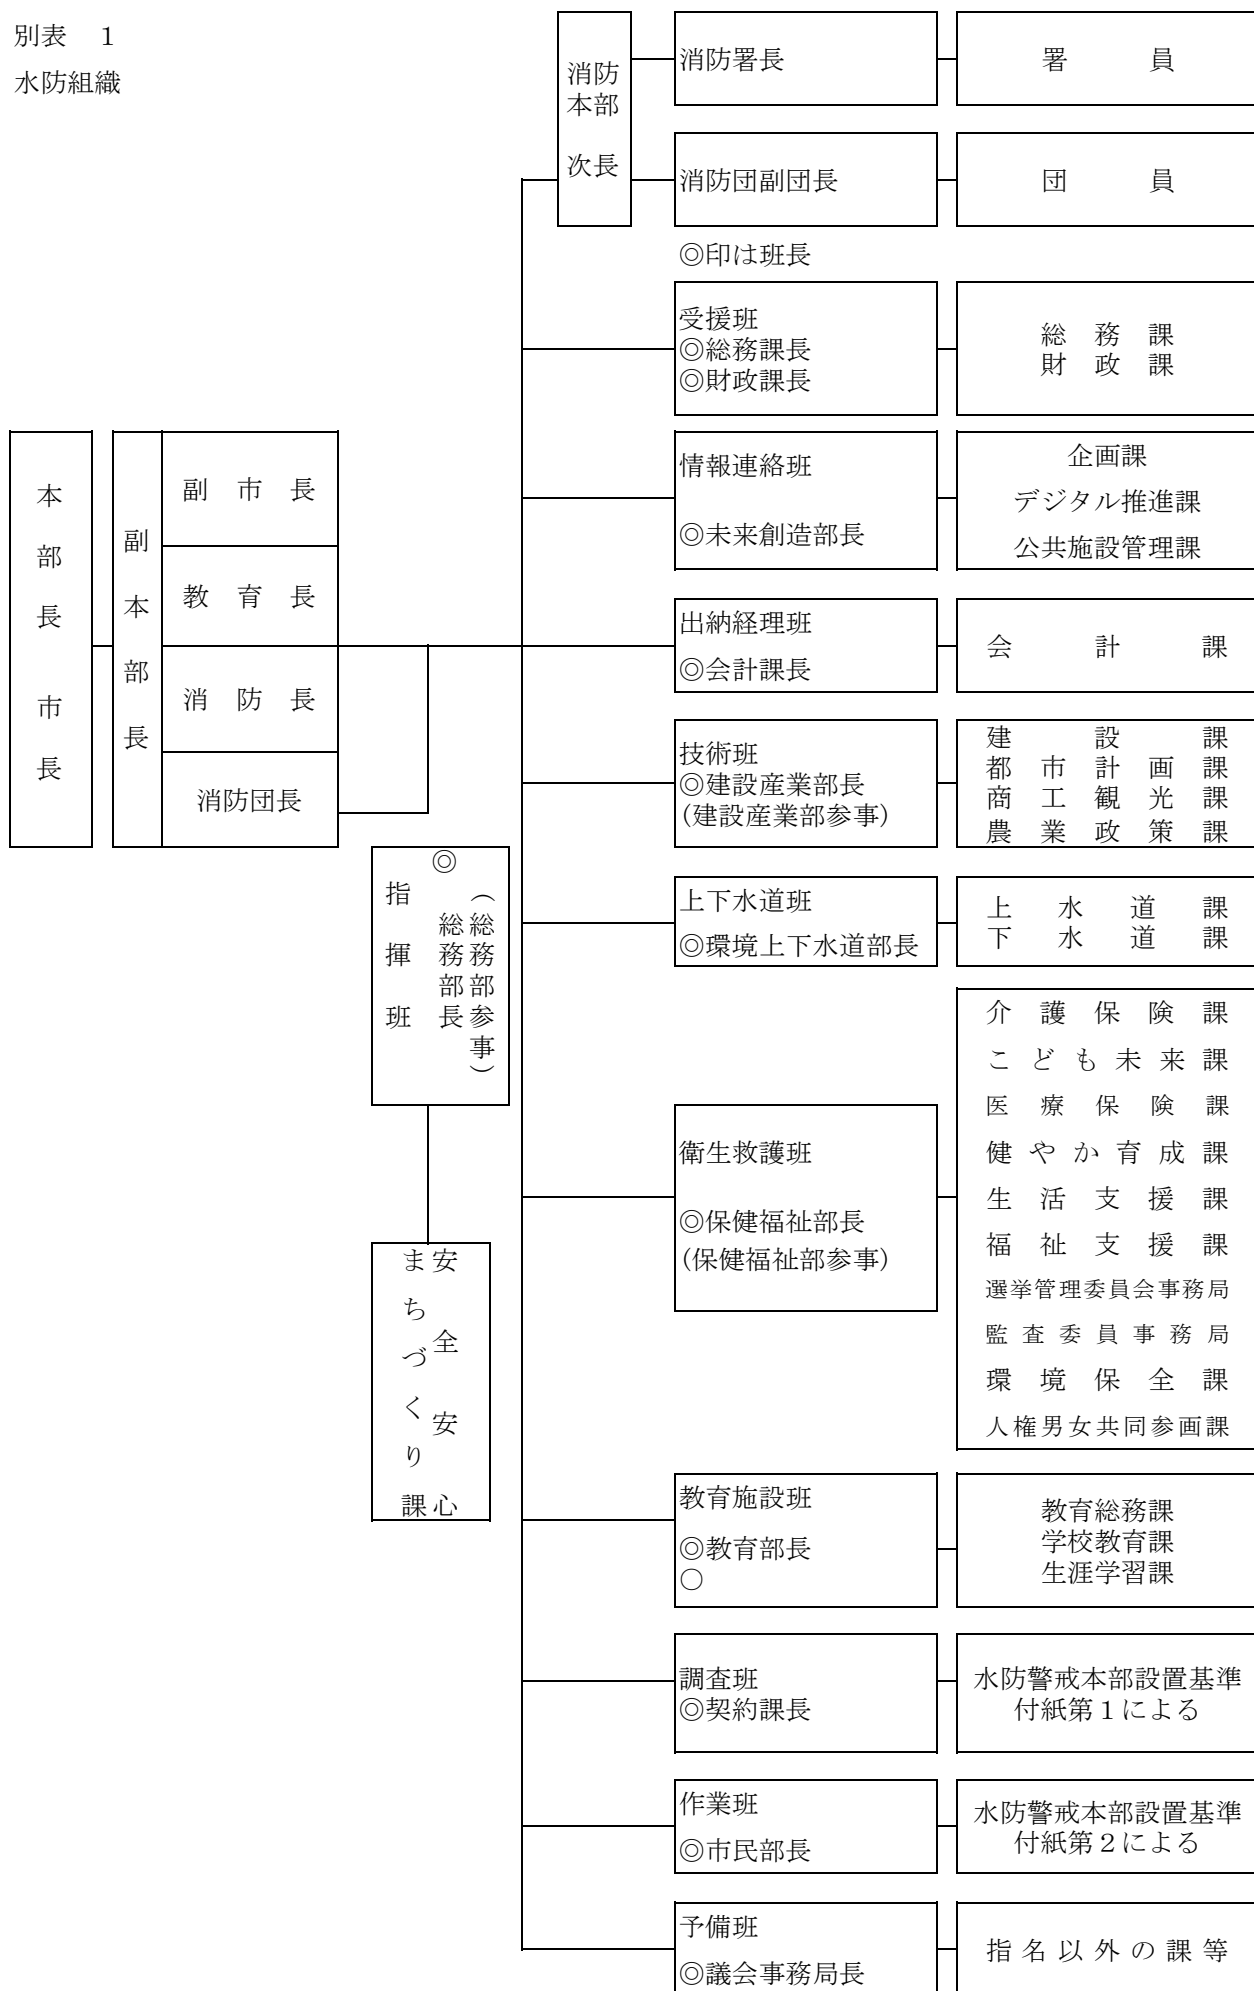 別表　１
水防組織
消防本部　次長
消防署長
署　員
消防団副団長
団　員
◎印は班長
受援班
◎総務課長
◎財政課長
総務課
財政課
本部長　市長
副本部長
副市長
教育長
消防長
消防団長
情報連絡班
◎未来創造部長
企画課
デジタル推進課
公共施設管理課
出納経理班
◎会計課長
会計課
技術班
◎建設産業部長
(建設産業部参事)
建設課
都市計画課
商工観光課
農業政策課
指揮班
◎総務部長
（総務部参事）
安全安心
まちづくり課
上下水道班
◎環境上下水道部長
上水道課
下水道課
衛生救護班
◎保健福祉部長
(保健福祉部参事)
介護保険課
こども未来課
医療保険課
健やか育成課
生活支援課
福祉支援課
選挙管理委員会事務局
監査委員事務局
環境保全課
人権男女共同参画課
教育施設班
◎教育部長
○
教育総務課
学校教育課
生涯学習課
調査班
◎契約課長
水防警戒本部設置基準
付紙第１による
作業班
◎市民部長
水防警戒本部設置基準
付紙第２による
予備班
◎議会事務局長
指名以外の課等